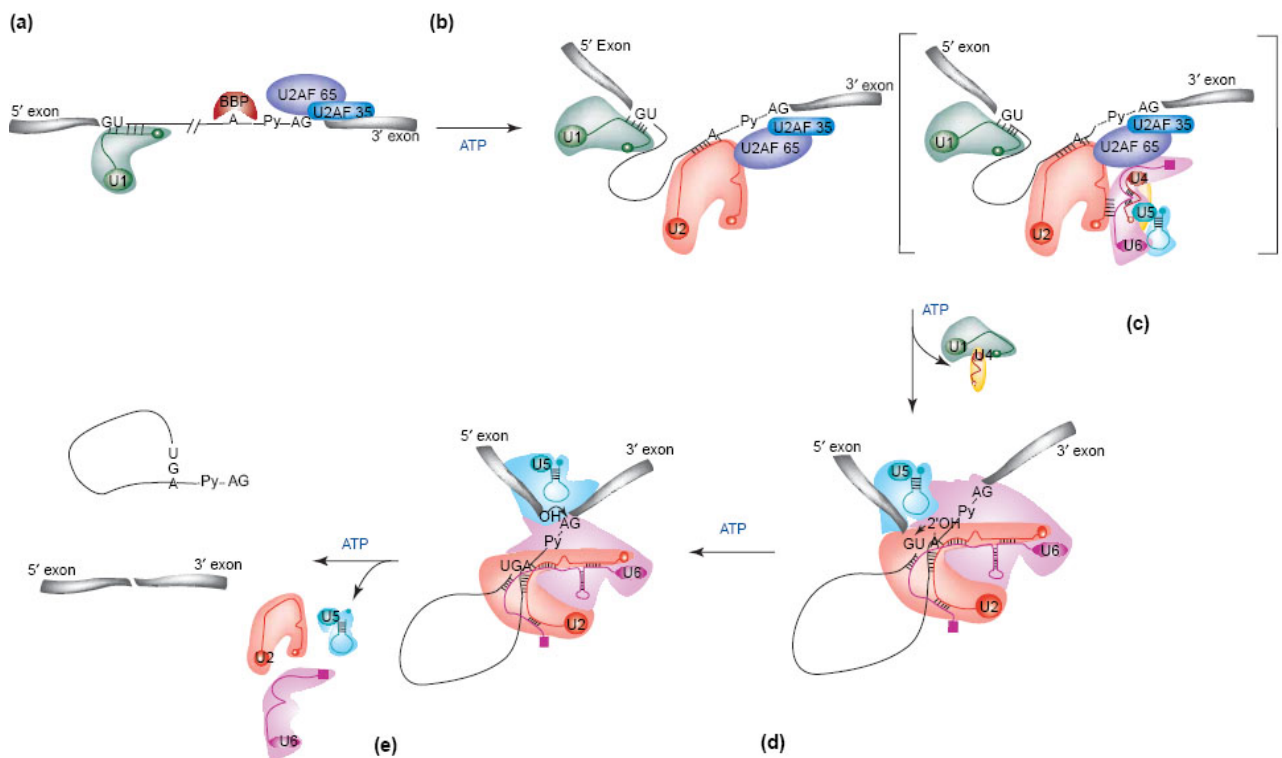 (a)
5′ exon
GU
U1
BBP
A
Py–AG
U2AF 65
U2AF 35
3′ exon
ATP
(b)
5′ Exon
U1
GU
A
Py
AG
3′ exon
U2AF 35
U2AF 65
U2
5′ exon
U1
GU
A
Py
AG
3′ exon
U2AF 35
U2AF 65
U4
U5
U6
U2
ATP
(c)
U1
U4
5′ exon
3′ exon
U5
AG
Py
2′OH
GU A
U6
U2
(d)
ATP
5′ exon
3′ exon
U5
OH
AG
Py
UGA
U6
U2
ATP
(e)
U
G
A
Py–AG
5′ exon
3′ exon
U2
U5
U6